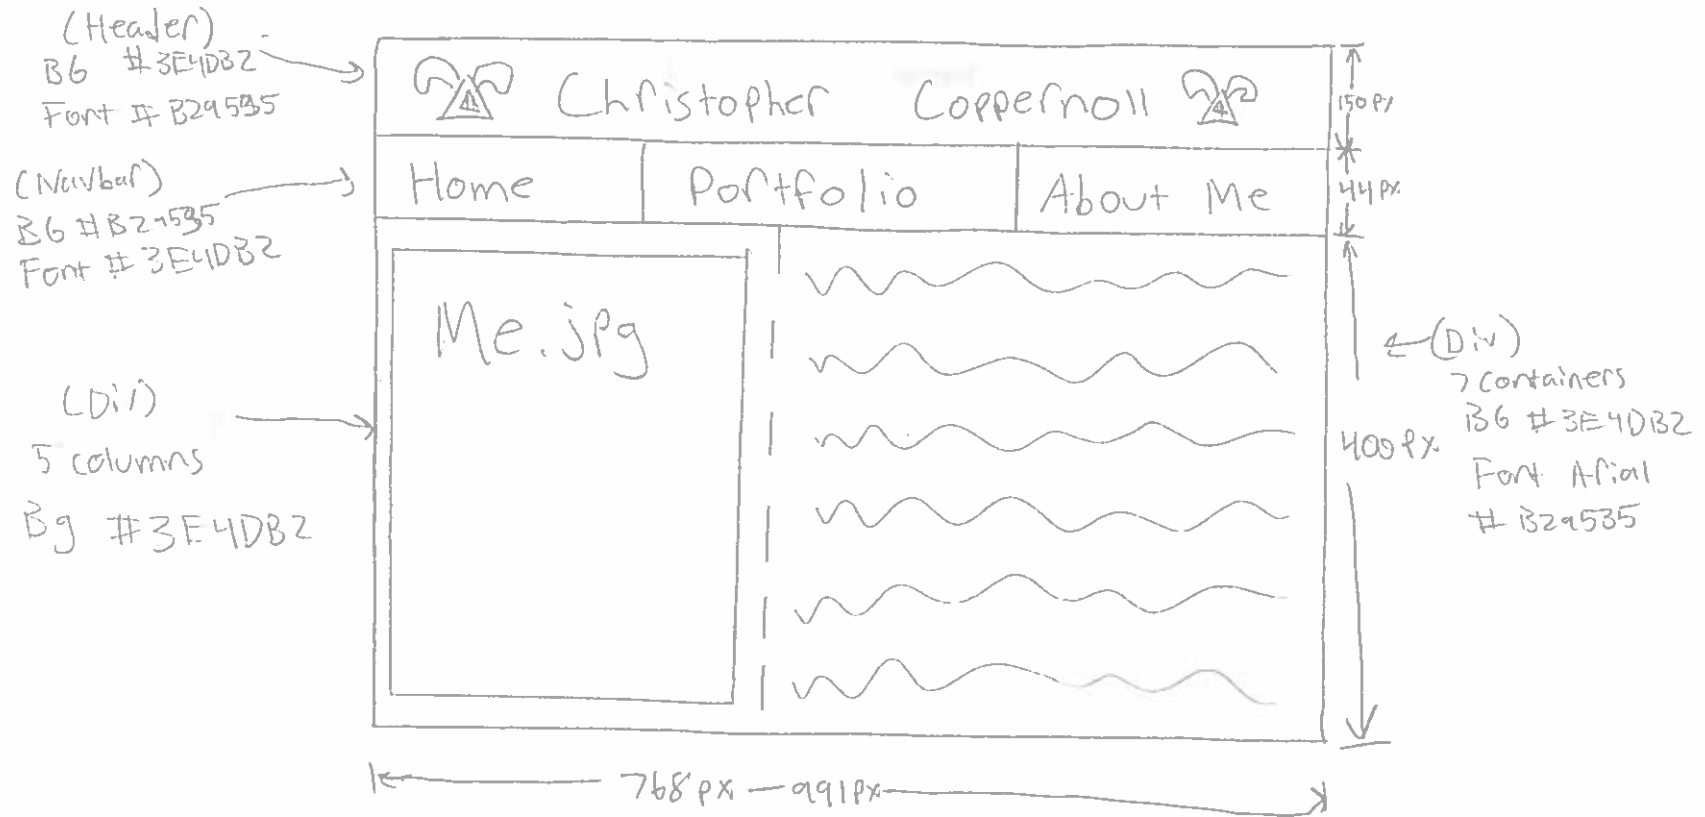 (Header)
BG #3E4DB2
Font # B29535
Christopher Coppernoll
150px
(Navbar)
BG #B29535
Font # 3E4DB2
Home Portfolio About Me
44px
Me.jpg
(Div)
5 columns
Bg #3E4DB2
400px
(Div)
7 containers
BG #3E4DB2
Font Arial
# B29535
768px — 991px